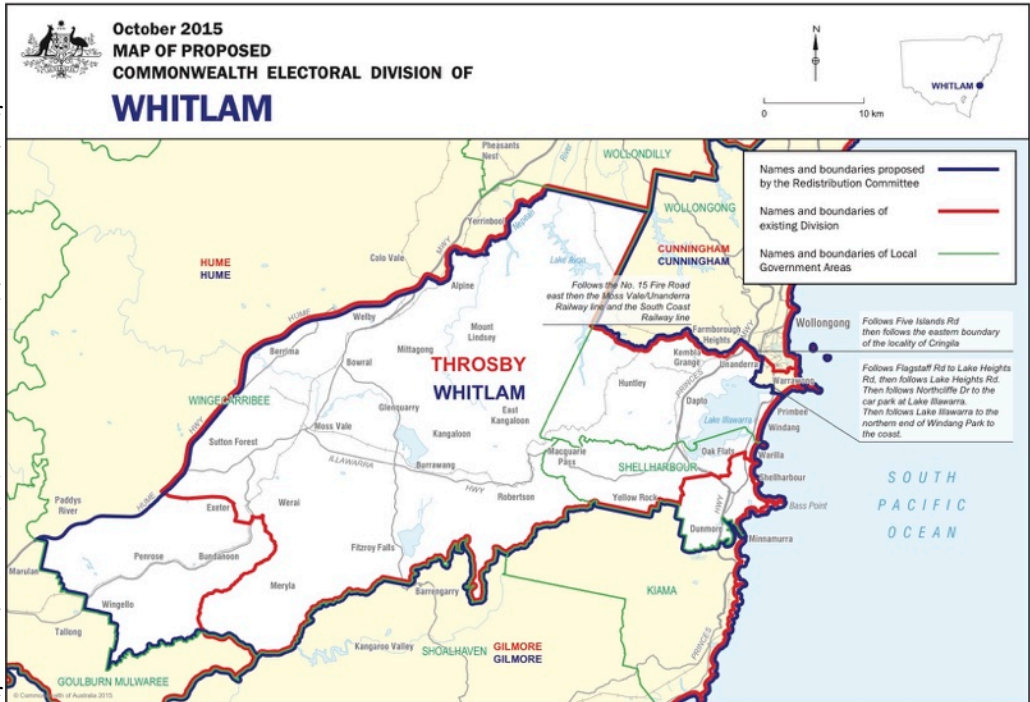 October 2015
MAP OF PROPOSED
COMMONWEALTH ELECTORAL DIVISION OF
WHITLAM
N
0 10 km
WHITLAM
Names and boundaries proposed
by the Redistribution Committee
Names and boundaries of
existing Division
Names and boundaries of Local
Government Areas
Pheasants
Nest
River
WOLLONDILLY
WOLLONGONG
Yerrinbool
Nepean
HWY
Colo Vale
Lake Avon
HUME
HUME
CUNNINGHAM
CUNNINGHAM
Alpine
Follows the No. 15 Fire Road
east then the Moss Vale/Unanderra
Railway line and the South Coast
Railway line
HUME
Welby
Mount
Lindsey
Farmborough
Heights
HWY
Wollongong
Follows Five Islands Rd
then follows the eastern boundary
of the locality of Cringila
Berrima
Bowral
Mittagong
Kembla
Grange
Unanderra
THROSBY
WHITLAM
Huntley
PRINCES
Warrawong
Follows Flagstaff Rd to Lake Heights
Rd, then follows Lake Heights Rd.
Then follows Northcliffe Dr to the
car park at Lake Illawarra.
Then follows Lake Illawarra to the
northern end of Windang Park to
the coast.
WINGECARRIBEE
Glenquarry
East
Kangaloon
Dapto
Lake Illawarra
Primbee
Windang
HWY
Moss Vale
Kangaloon
Sutton Forest
Macquarie
Pass
Oak Flats
Warilla
ILLAWARRA
Burrawang
SHELLHARBOUR
Shellharbour
HWY
Robertson
Yellow Rock
HWY
Bass Point
SOUTH
PACIFIC
OCEAN
Paddys
River
HUME
Exeter
Werai
Dunmore
Minnamurra
Penrose
Bundanoon
Fitzroy Falls
Marulan
Meryla
Barrengarry
KIAMA
Wingello
Tallong
Kangaroo Valley
SHOALHAVEN
GILMORE
GILMORE
PRINCES
GOULBURN MULWAREE
© Commonwealth of Australia 2015